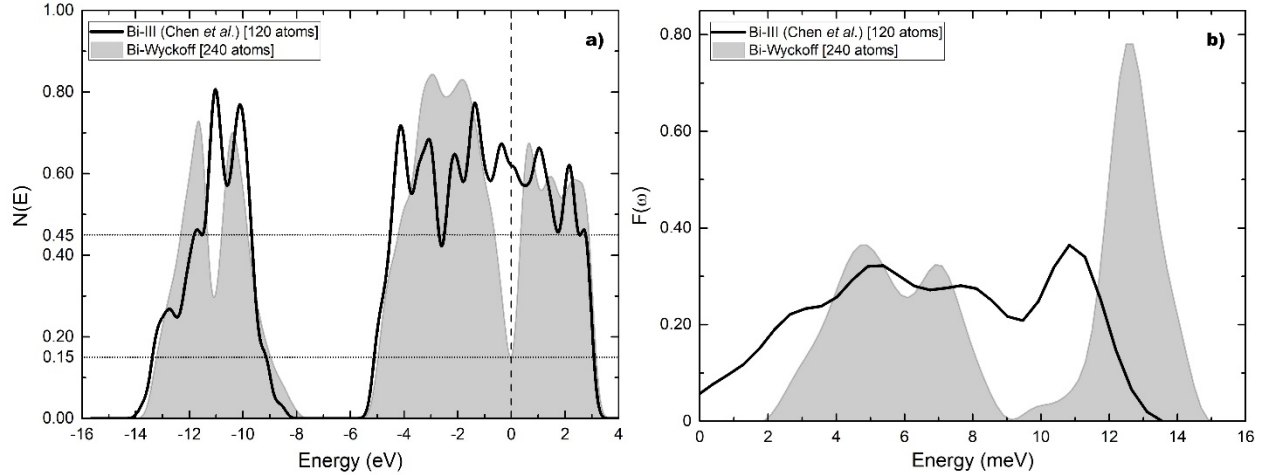 1.00
0.80
0.60
0.45
0.40
0.20
0.15
0.00
N(E)
Bi-III (Chen et al.) [120 atoms]
Bi-Wyckoff [240 atoms]
a)
-16 -14 -12 -10 -8 -6 -4 -2 0 2 4
Energy (eV)
0.80
0.60
0.40
0.20
0
F(ω)
Bi-III (Chen et al.) [120 atoms]
Bi-Wyckoff [240 atoms]
b)
0 2 4 6 8 10 12 14 16
Energy (meV)